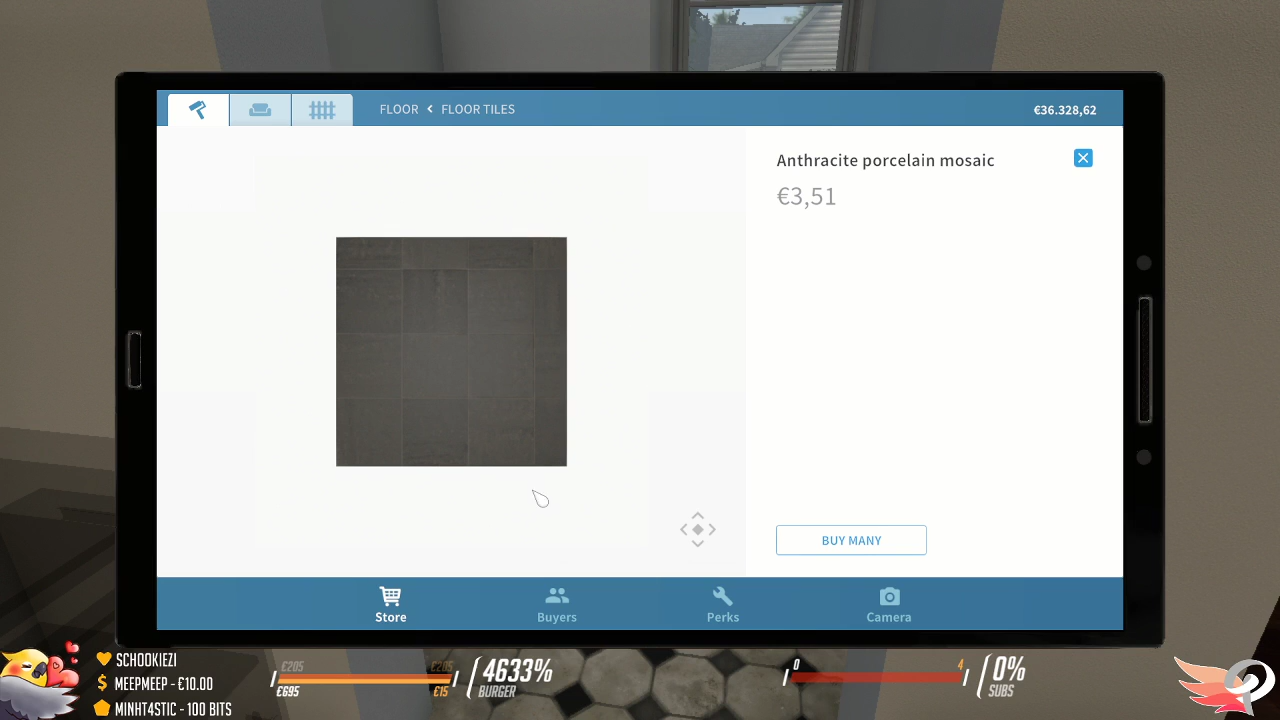 FLOOR < FLOOR TILES
€36.328,62
Anthracite porcelain mosaic
€3,51
BUY MANY
Store
Buyers
Perks
Camera
SCHOOKIEZI
MEEPMEEP - €10.00
MINHT4STIC - 100 BITS
€205
€205
€695
€15
4633%
BURGER
0
4
0%
SUBS